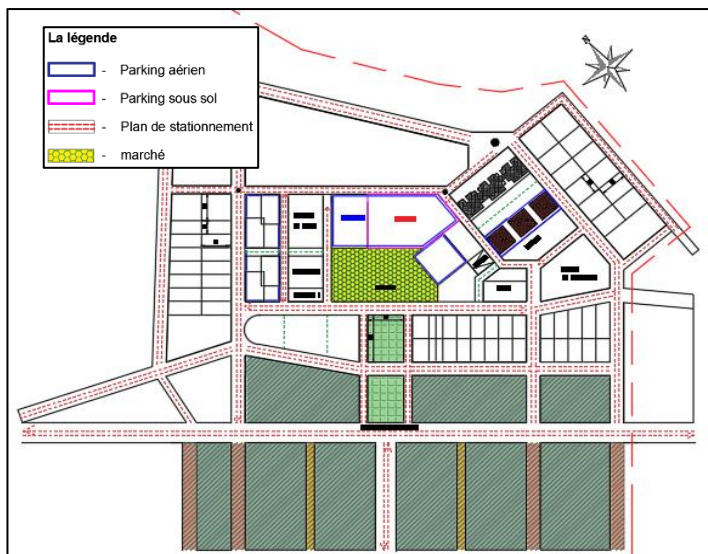 La légende
- Parking aérien
- Parking sous sol
- Plan de stationnement
- marché